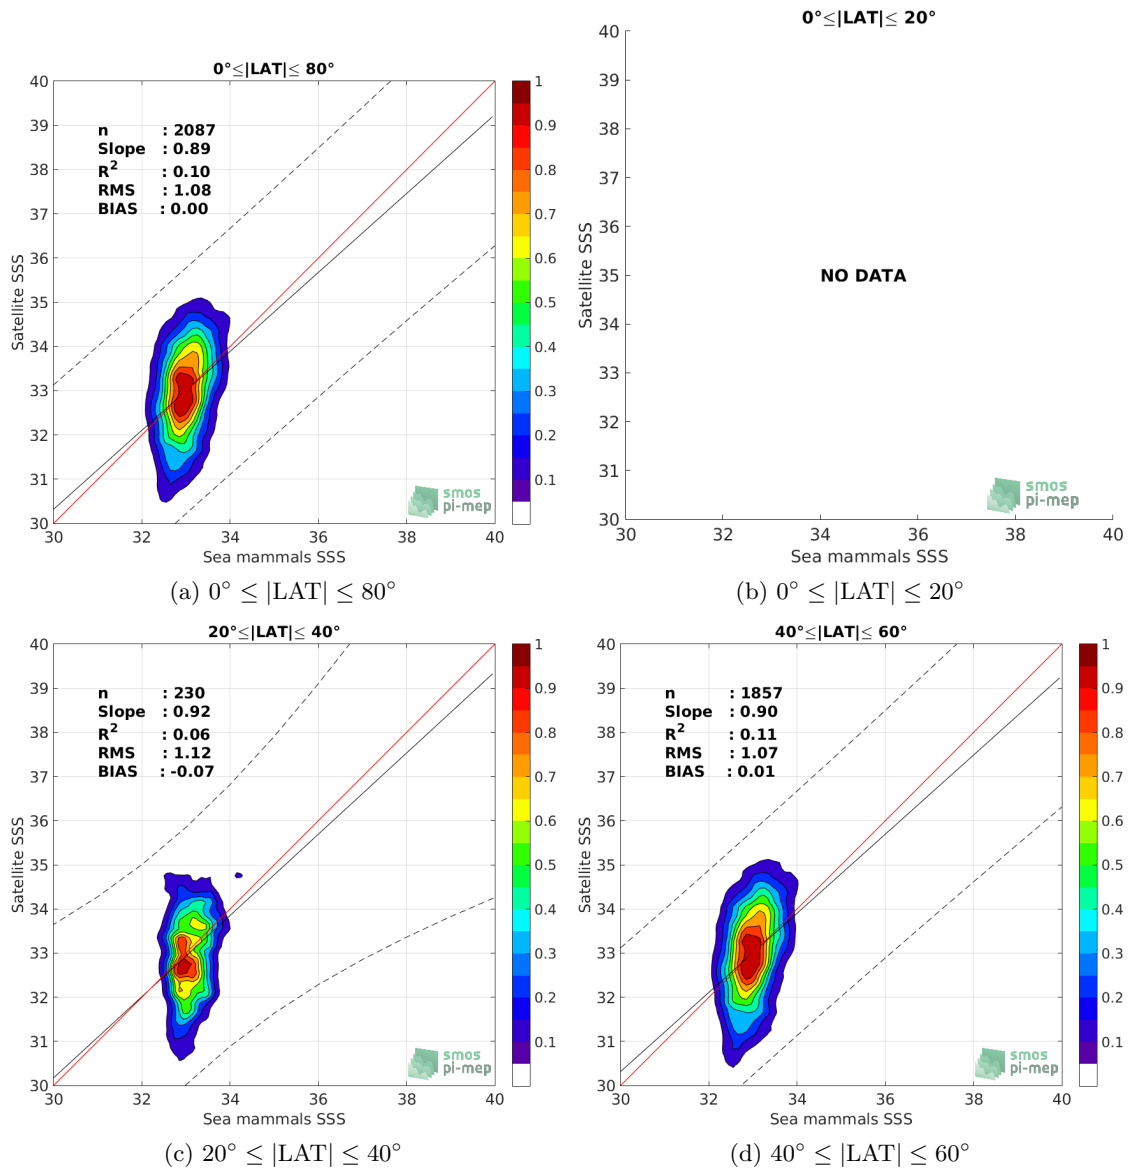 0°≤|LAT|≤ 80°
40
39
38
37
36
35
34
33
32
31
30
Satellite SSS
n : 2087
Slope : 0.89
R² : 0.10
RMS : 1.08
BIAS : 0.00
smos
pi-mep
30 32 34 36 38 40
Sea mammals SSS
1
0.9
0.8
0.7
0.6
0.5
0.4
0.3
0.2
0.1
(a) 0° ≤ |LAT| ≤ 80°
0°≤|LAT|≤ 20°
40
39
38
37
36
35
34
33
32
31
30
Satellite SSS
NO DATA
smos
pi-mep
30 32 34 36 38 40
Sea mammals SSS
(b) 0° ≤ |LAT| ≤ 20°
20°≤|LAT|≤ 40°
40
39
38
37
36
35
34
33
32
31
30
Satellite SSS
n : 230
Slope : 0.92
R² : 0.06
RMS : 1.12
BIAS : -0.07
smos
pi-mep
30 32 34 36 38 40
Sea mammals SSS
1
0.9
0.8
0.7
0.6
0.5
0.4
0.3
0.2
0.1
(c) 20° ≤ |LAT| ≤ 40°
40°≤|LAT|≤ 60°
40
39
38
37
36
35
34
33
32
31
30
Satellite SSS
n : 1857
Slope : 0.90
R² : 0.11
RMS : 1.07
BIAS : 0.01
smos
pi-mep
30 32 34 36 38 40
Sea mammals SSS
1
0.9
0.8
0.7
0.6
0.5
0.4
0.3
0.2
0.1
(d) 40° ≤ |LAT| ≤ 60°